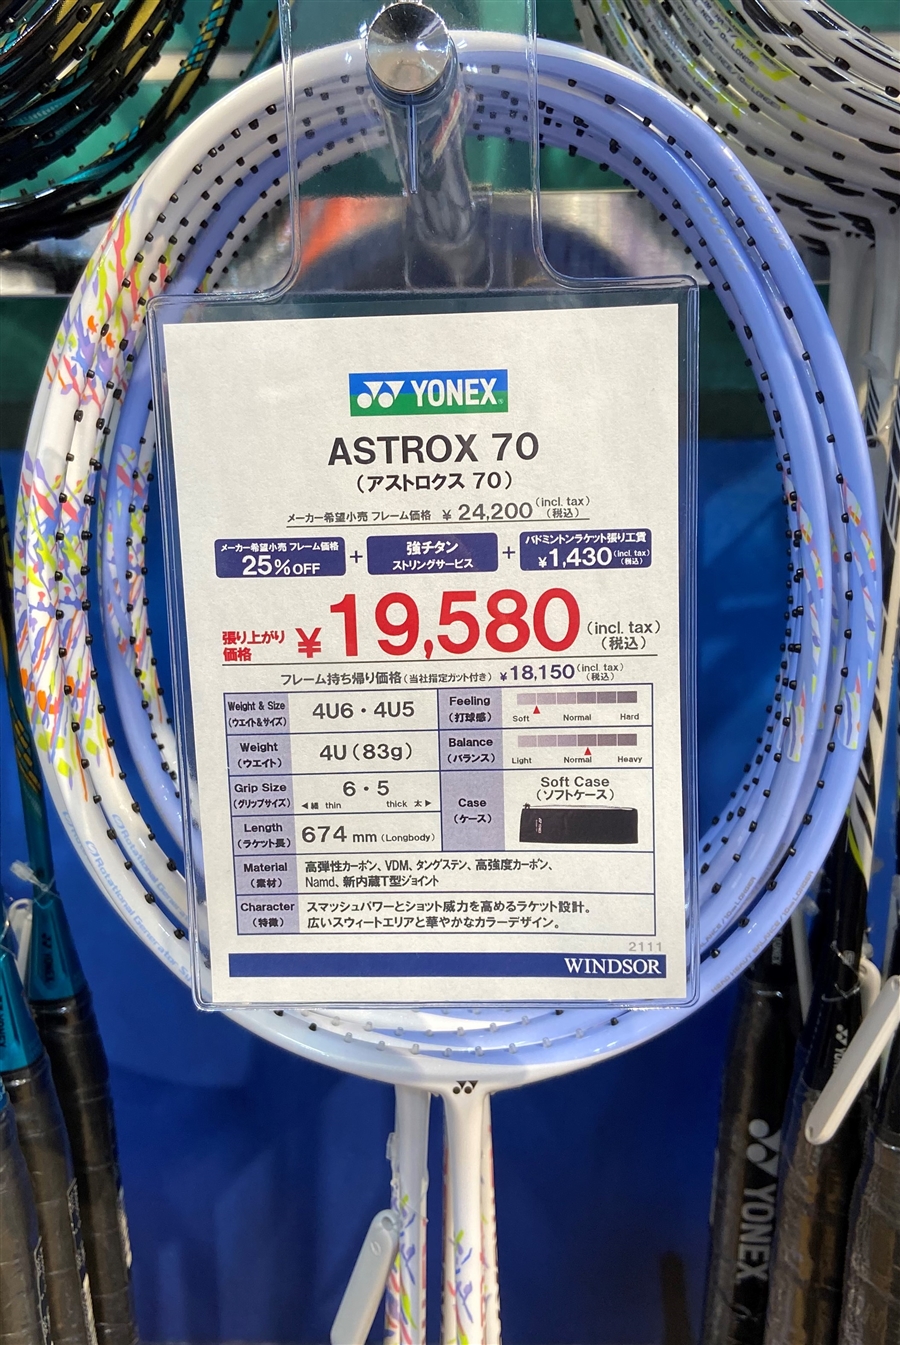 YONEX
ASTROX 70
(アストロクス 70)
メーカー希望小売 フレーム価格 ¥ 24,200 (incl. tax) (税込)
メーカー希望小売 フレーム価格
25%OFF
+
強チタン
ストリングサービス
+
バドミントンラケット張り工賃
¥1,430 (incl. tax) (税込)
張り上がり価格 ¥19,580 (incl. tax) (税込)
フレーム持ち帰り価格(当社指定ガット付き) ¥18,150 (incl. tax) (税込)
Weight & Size (ウエイト&サイズ) 4U6・4U5
Feeling (打球感) Soft Normal Hard
Weight (ウエイト) 4U(83g)
Balance (バランス) Light Normal Heavy
Grip Size (グリップサイズ) 6・5
◀細 thin thick 太▶
Case (ケース) Soft Case (ソフトケース)
Length (ラケット長) 674 mm (Longbody)
Material (素材) 高弾性カーボン、VDM、タングステン、高強度カーボン、
Namd、新内蔵T型ジョイント
Character (特徴) スマッシュパワーとショット威力を高めるラケット設計。
広いスウィートエリアと華やかなカラーデザイン。
2111
WINDSOR
Rotational Generator
YONEX